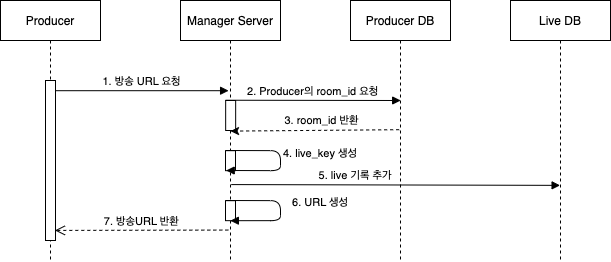 Producer
Manager Server
Producer DB
Live DB
1. 방송 URL 요청
2. Producer의 room_id 요청
3. room_id 반환
4. live_key 생성
5. live 기록 추가
6. URL 생성
7. 방송URL 반환